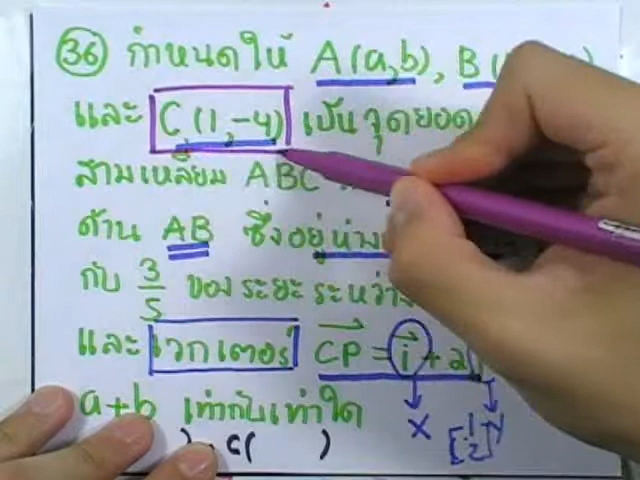 36 กำหนดให้ A(a,b), B(
และ C(1,-4) เป็นจุดยอด
สามเหลี่ยม ABC
ด้าน AB ซึ่งอยู่ห่าง
กับ 3/5 ของระยะระหว่าง
และ เวกเตอร์ CP = i + 2
a+b เท่ากับเท่าใด
x [1 2] y
) , C( )